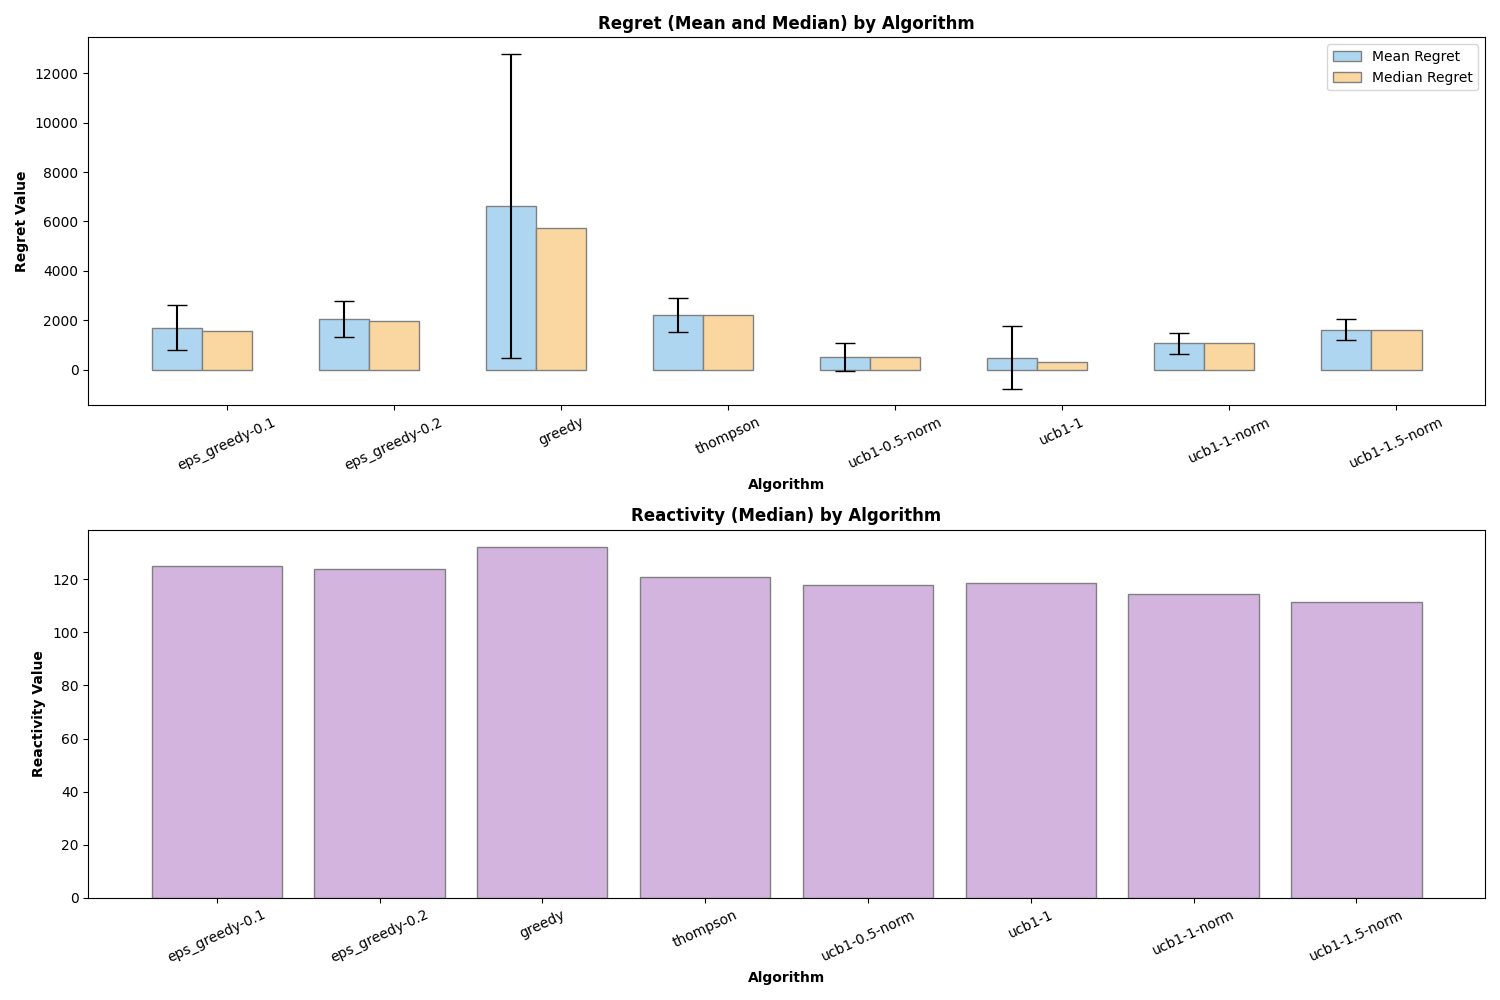 Regret (Mean and Median) by Algorithm
Mean Regret
Median Regret
Regret Value
12000
10000
8000
6000
4000
2000
0
eps_greedy-0.1
eps_greedy-0.2
greedy
thompson
ucb1-0.5-norm
ucb1-1
ucb1-1-norm
ucb1-1.5-norm
Algorithm
Reactivity (Median) by Algorithm
Reactivity Value
120
100
80
60
40
20
0
eps_greedy-0.1
eps_greedy-0.2
greedy
thompson
ucb1-0.5-norm
ucb1-1
ucb1-1-norm
ucb1-1.5-norm
Algorithm